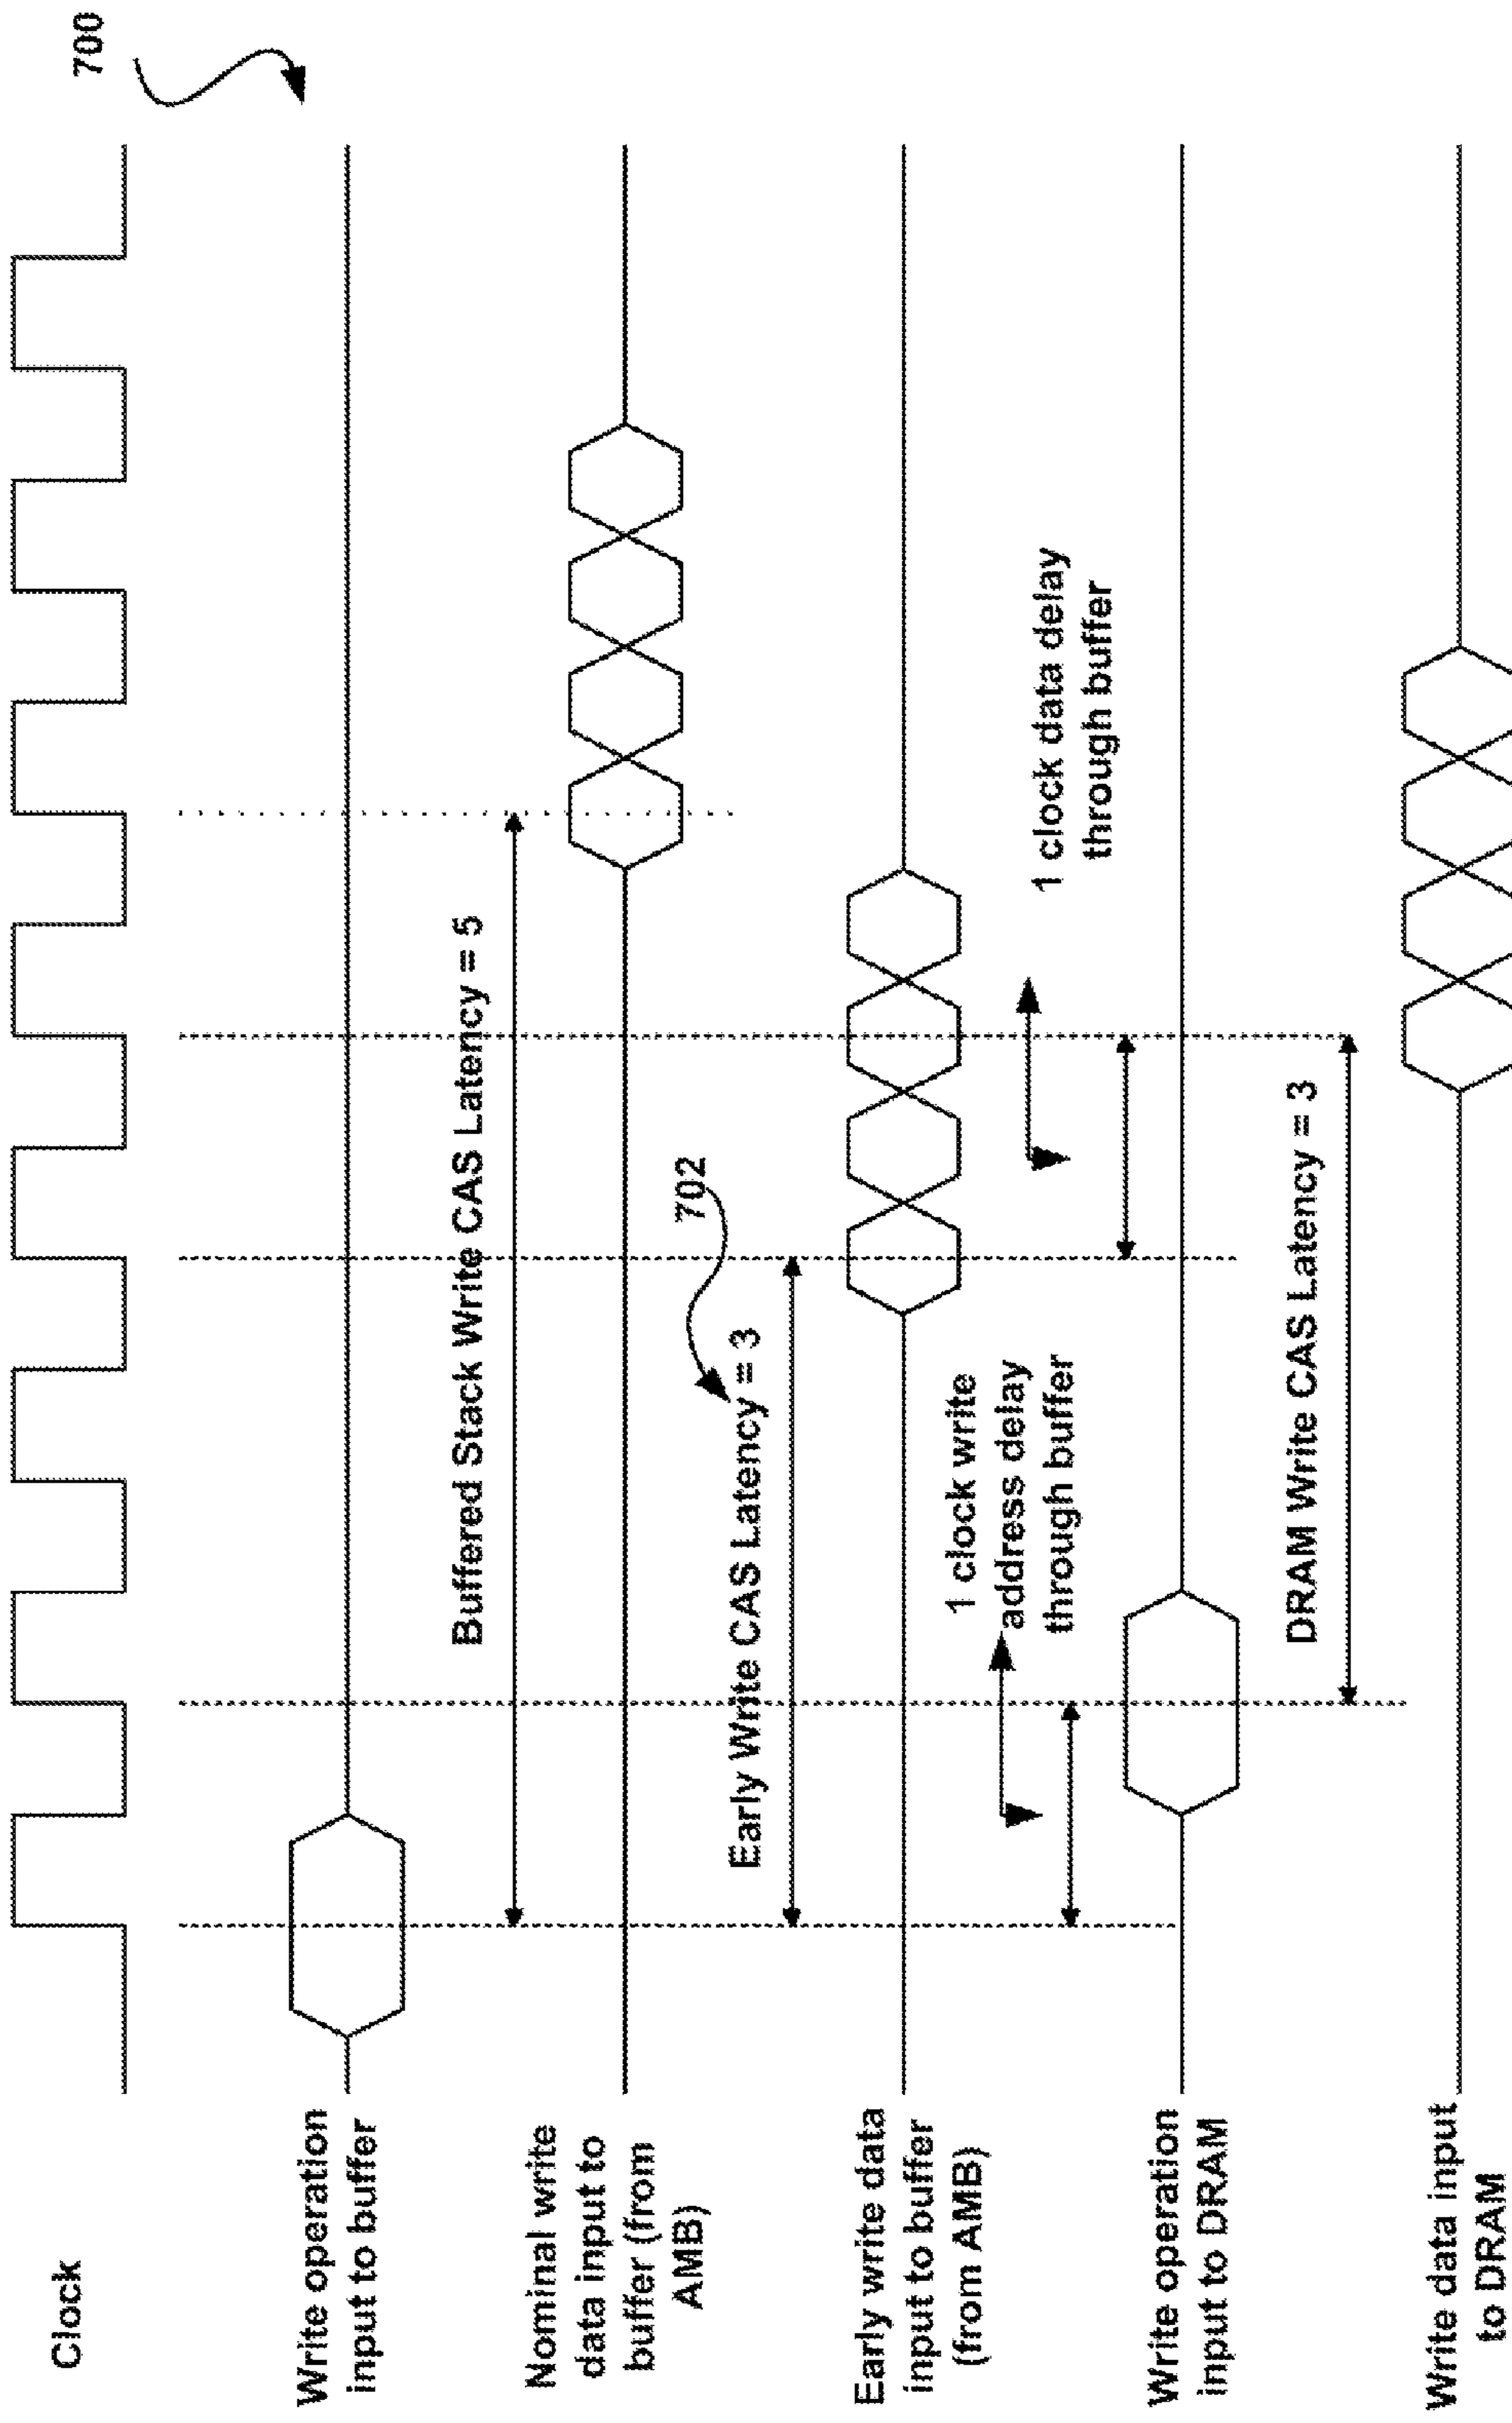 700
Clock
Write operation
input to buffer
Buffered Stack Write CAS Latency = 5
Nominal write
data input to
buffer (from
AMB)
702
Early Write CAS Latency = 3
Early write data
input to buffer
(from AMB)
1 clock write
address delay
through buffer
1 clock data delay
through buffer
Write operation
input to DRAM
DRAM Write CAS Latency = 3
Write data input
to DRAM